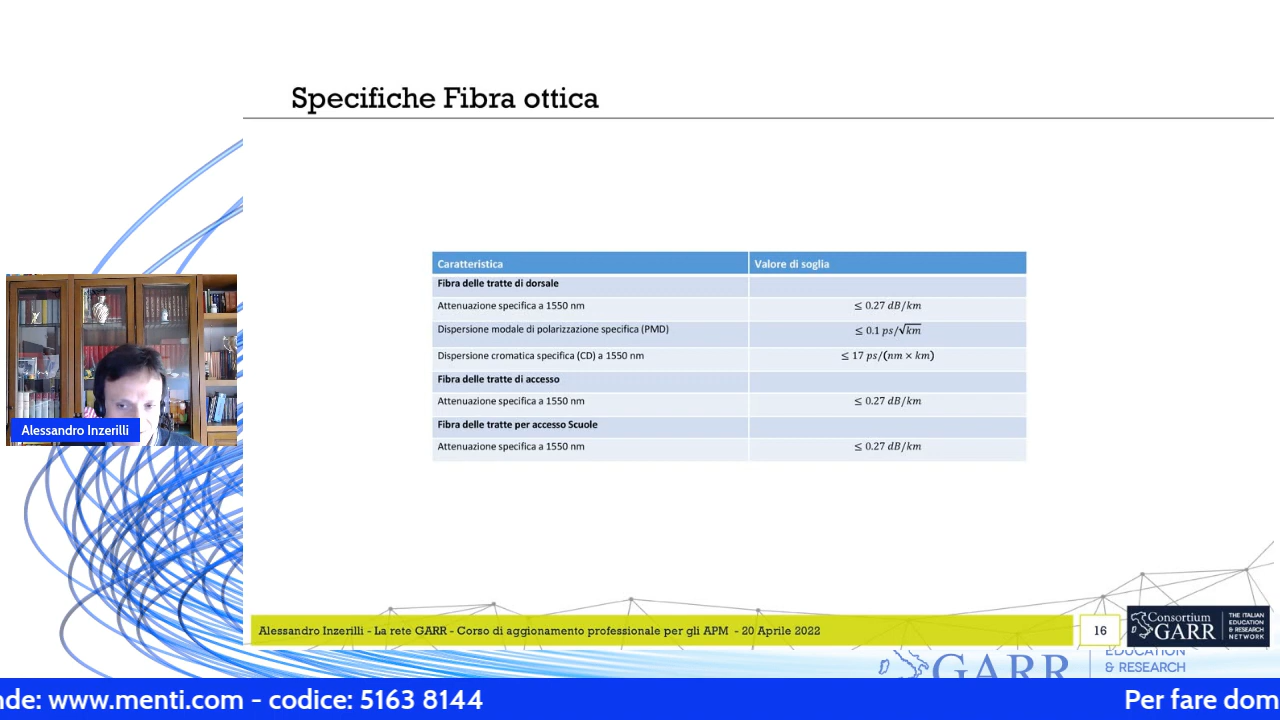 Specifiche Fibra ottica
Caratteristica
Valore di soglia
Fibra delle tratte di dorsale
Attenuazione specifica a 1550 nm
≤ 0.27 dB/km
Dispersione modale di polarizzazione specifica (PMD)
≤ 0.1 ps/√km
Dispersione cromatica specifica (CD) a 1550 nm
≤ 17 ps/(nm × km)
Fibra delle tratte di accesso
Attenuazione specifica a 1550 nm
≤ 0.27 dB/km
Fibra delle tratte per accesso Scuole
Attenuazione specifica a 1550 nm
≤ 0.27 dB/km
Alessandro Inzerilli
Alessandro Inzerilli - La rete GARR - Corso di aggionamento professionale per gli APM - 20 Aprile 2022
16
Consortium
GARR
THE ITALIAN
EDUCATION
& RESEARCH
NETWORK
GARR
EDUCATION
& RESEARCH
nde: www.menti.com - codice: 5163 8144
Per fare dom